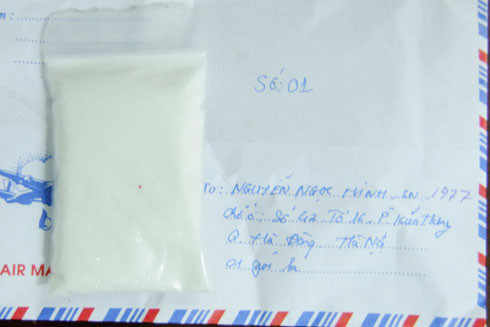 Số: 01
To: NGUYỄN NGỌC MINH SN 1977
Chỗ ở: Số 42 Tổ 16 P. Kiến Hưng
Q Hà Đông Hà Nội
01 gói
AIR MA